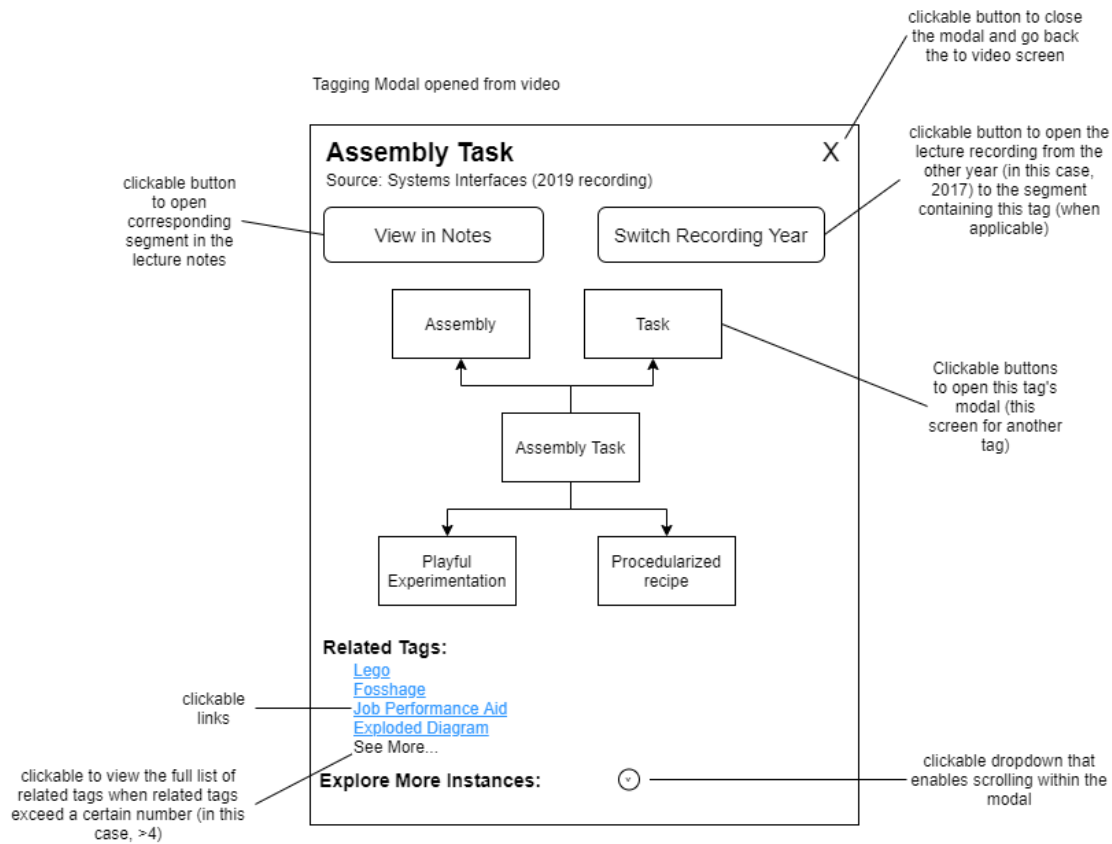 clickable button to close
the modal and go back
the to video screen
Tagging Modal opened from video
Assembly Task
X
Source: Systems Interfaces (2019 recording)
clickable button to open the
lecture recording from the
other year (in this case,
2017) to the segment
containing this tag (when
applicable)
clickable button
to open
corresponding
segment in the
lecture notes
View in Notes
Switch Recording Year
Assembly
Task
Clickable buttons
to open this tag's
modal (this
screen for another
tag)
Assembly Task
Playful
Experimentation
Procedularized
recipe
Related Tags:
Lego
Fosshage
Job Performance Aid
Exploded Diagram
See More...
clickable
links
clickable to view the full list of
related tags when related tags
exceed a certain number (in this
case, >4)
Explore More Instances:
clickable dropdown that
enables scrolling within the
modal